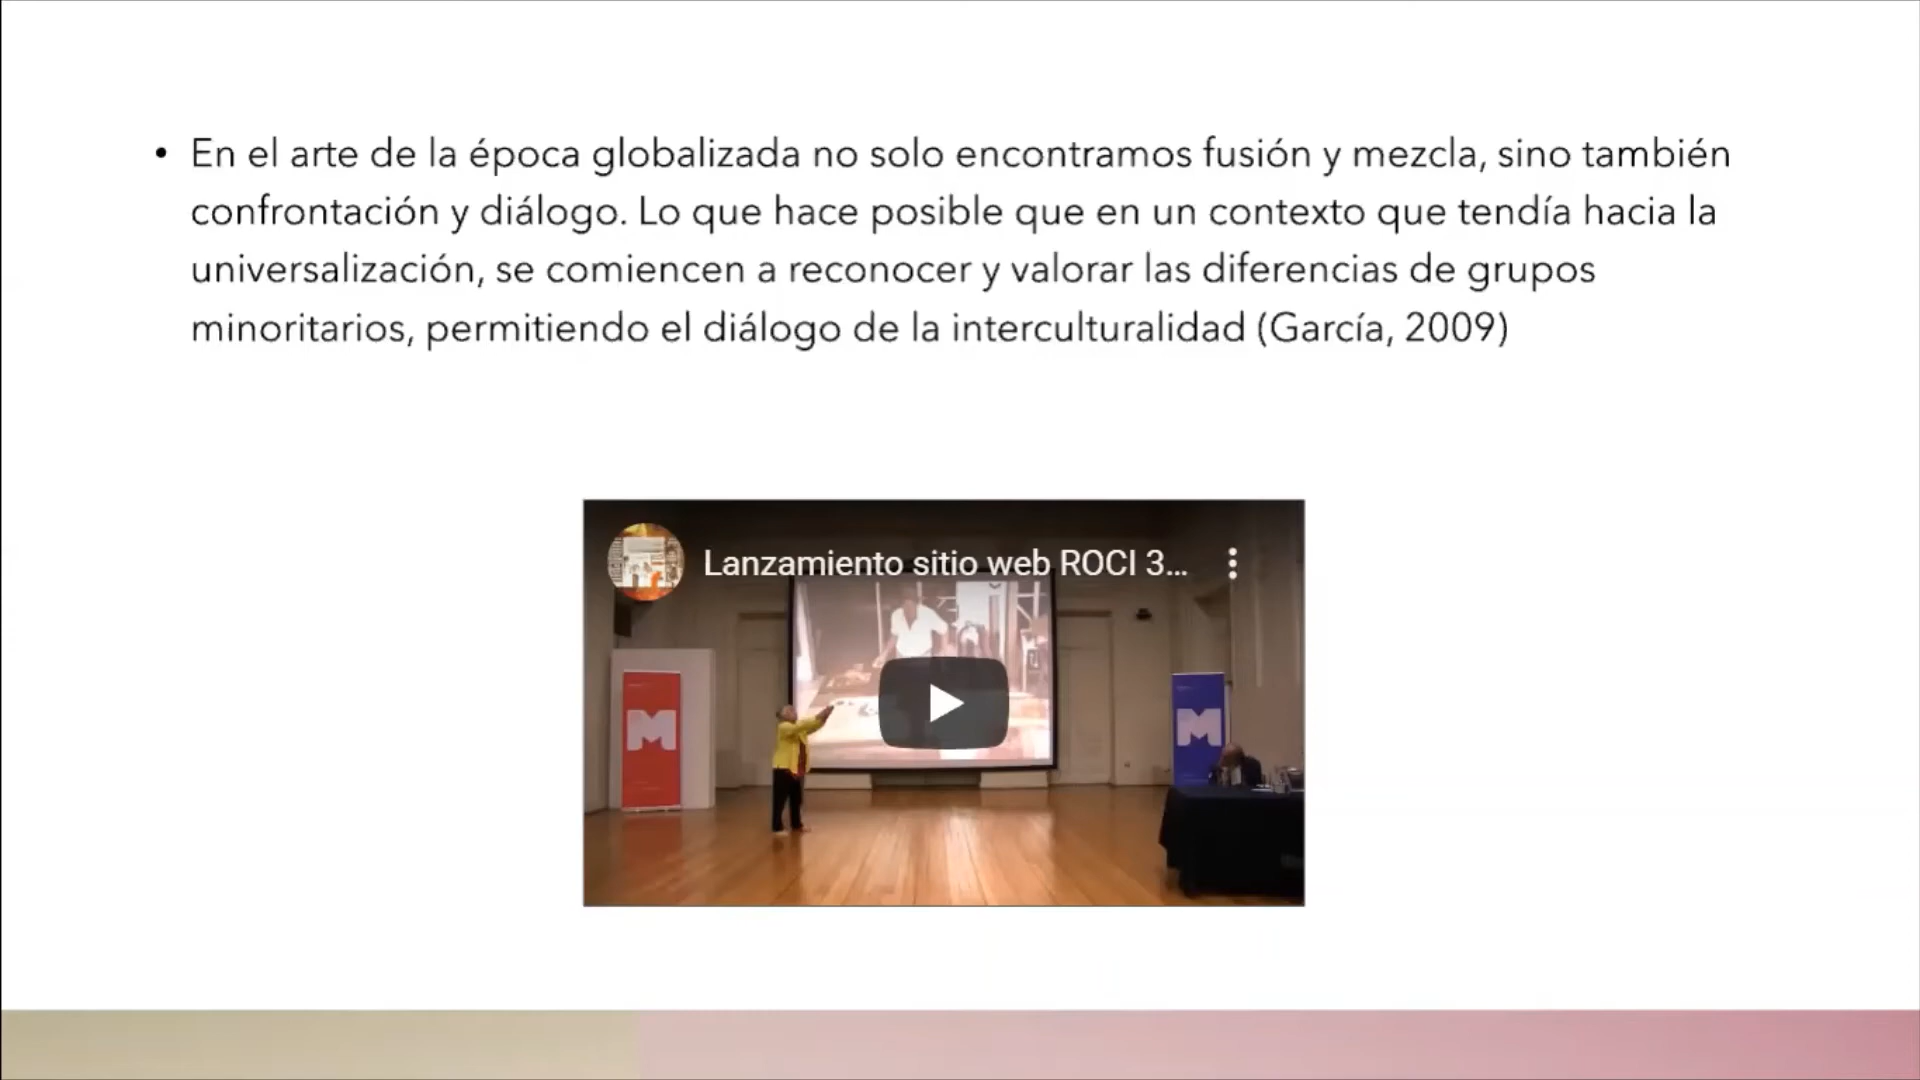 • En el arte de la época globalizada no solo encontramos fusión y mezcla, sino también
confrontación y diálogo. Lo que hace posible que en un contexto que tendía hacia la
universalización, se comiencen a reconocer y valorar las diferencias de grupos
minoritarios, permitiendo el diálogo de la interculturalidad (García, 2009)
Lanzamiento sitio web ROCI 3...
M
M